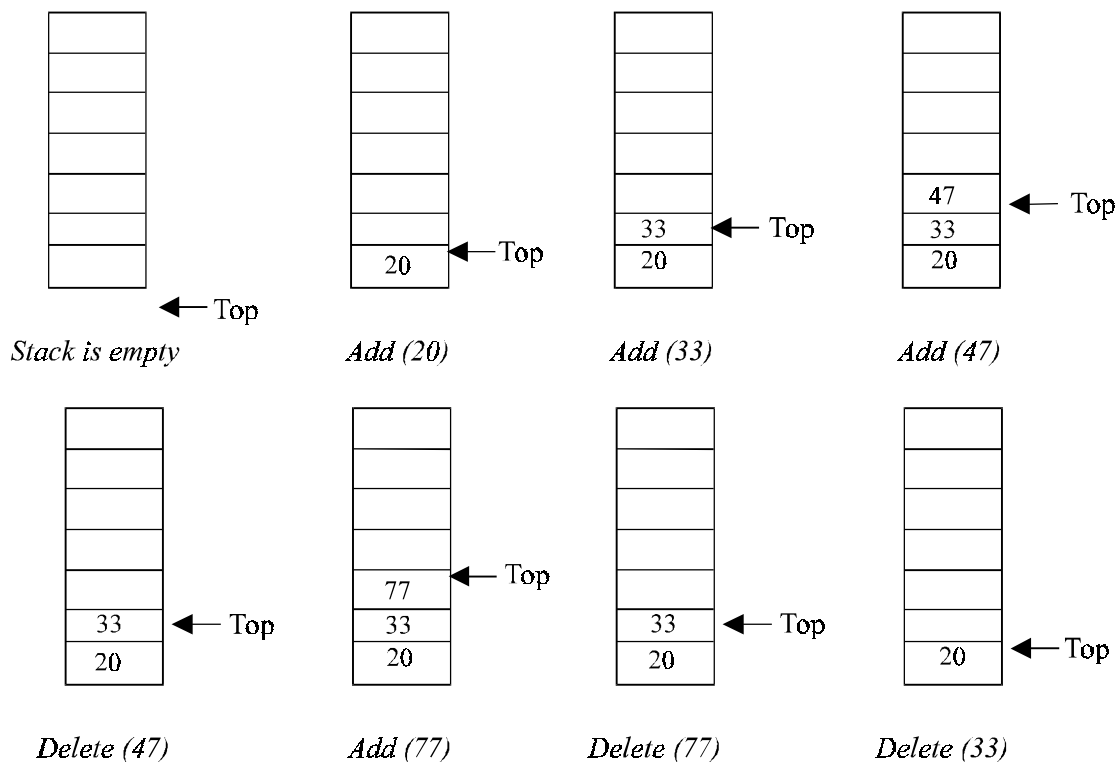 47
Top
33
Top
33
20
Top
20
20
Top
Stack is empty
Add (20)
Add (33)
Add (47)
77
Top
33
Top
33
33
Top
20
20
20
20
Top
Delete (47)
Add (77)
Delete (77)
Delete (33)